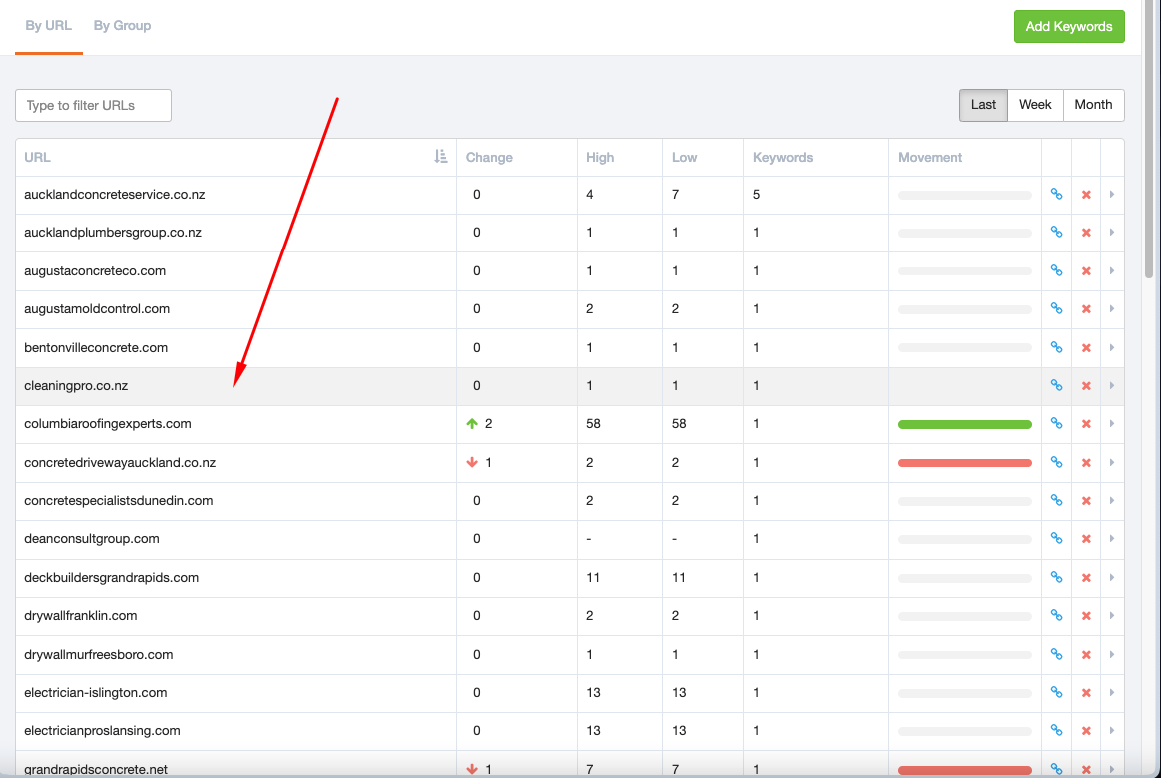 By URL By Group Add Keywords
Type to filter URLs Last Week Month
URL Change High Low Keywords Movement
aucklandconcreteservice.co.nz 0 4 7 5
aucklandplumbersgroup.co.nz 0 1 1 1
augustaconcreteco.com 0 1 1 1
augustamoldcontrol.com 0 2 2 1
bentonvilleconcrete.com 0 1 1 1
cleaningpro.co.nz 0 1 1 1
columbiaroofingexperts.com 2 58 58 1
concretedrivewayauckland.co.nz 1 2 2 1
concretespecialistsdunedin.com 0 2 2 1
deanconsultgroup.com 0 - - 1
deckbuildersgrandrapids.com 0 11 11 1
drywallfranklin.com 0 2 2 1
drywallmurfreesboro.com 0 1 1 1
electrician-islington.com 0 13 13 1
electricianproslansing.com 0 13 13 1
grandrapidsconcrete.net 1 7 7 1